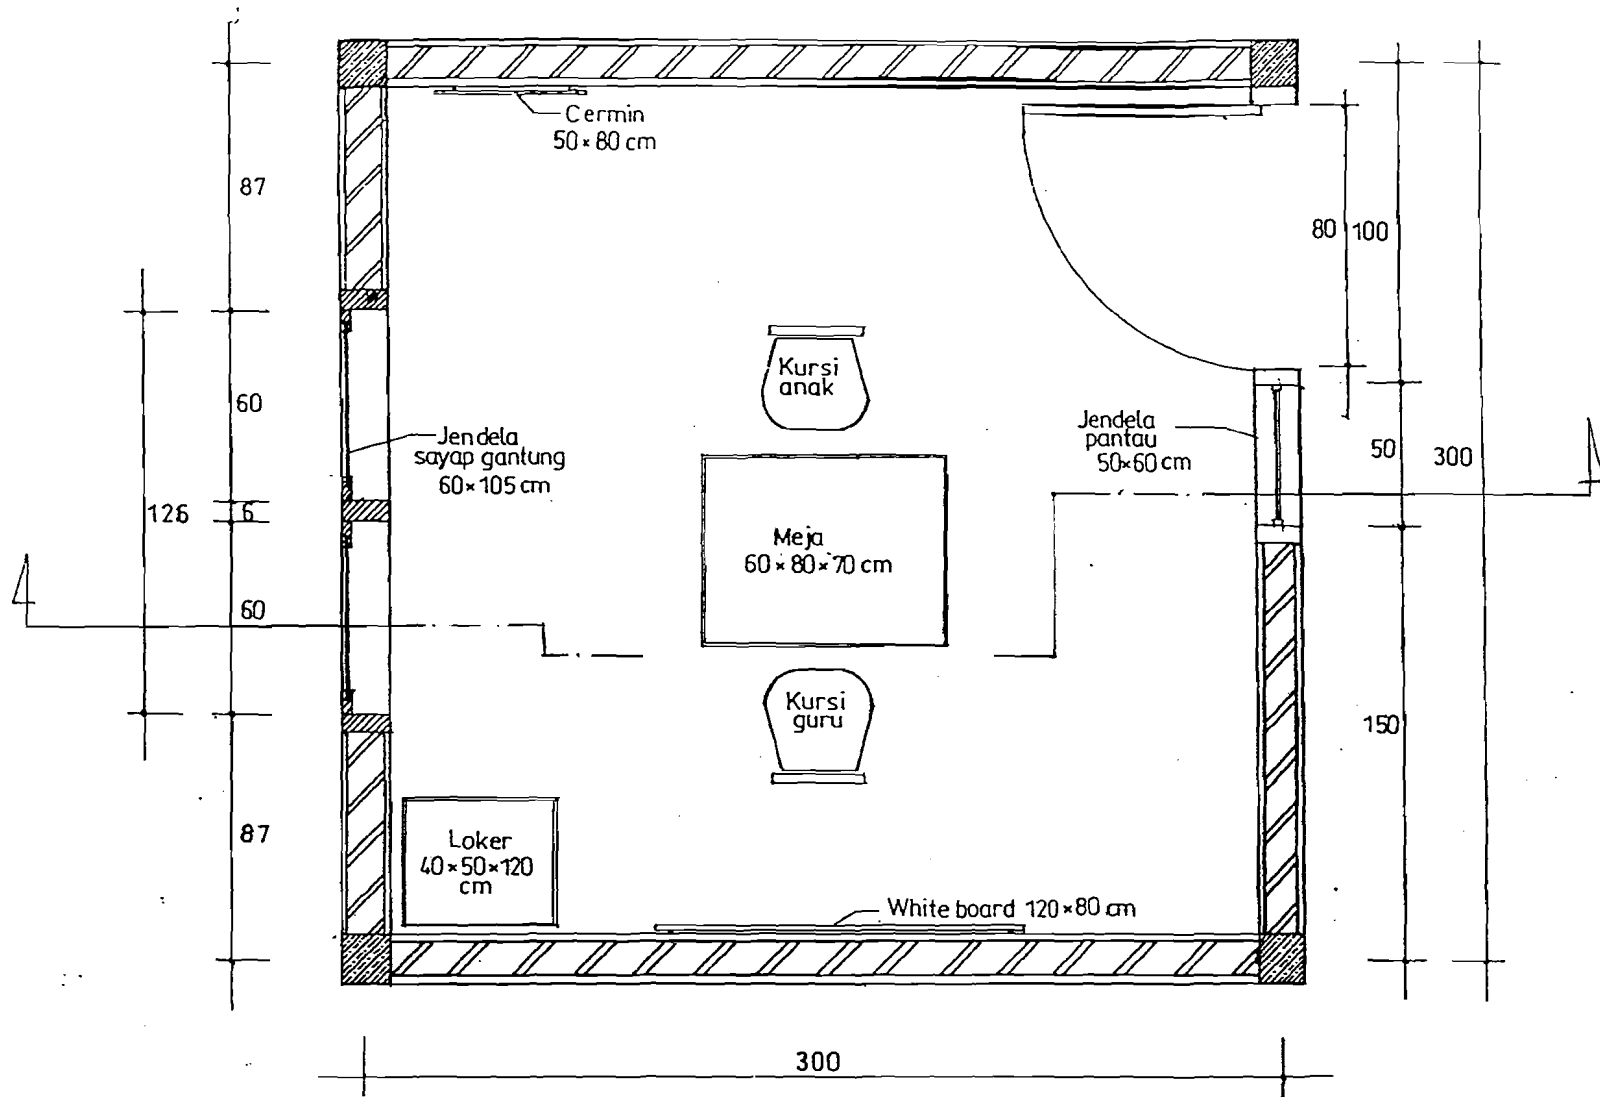 Cermin
50×80 cm
87
80
100
Kursi
anak
60
Jendela
sayap gantung
60×105 cm
Jendela
pantau
50×60 cm
50
300
126
6
Meja
60×80×70 cm
60
Kursi
guru
150
87
Loker
40×50×120
cm
White board 120×80 cm
300